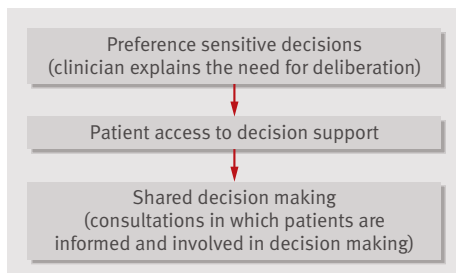 Preference sensitive decisions
(clinician explains the need for deliberation)
Patient access to decision support
Shared decision making
(consultations in which patients are
informed and involved in decision making)